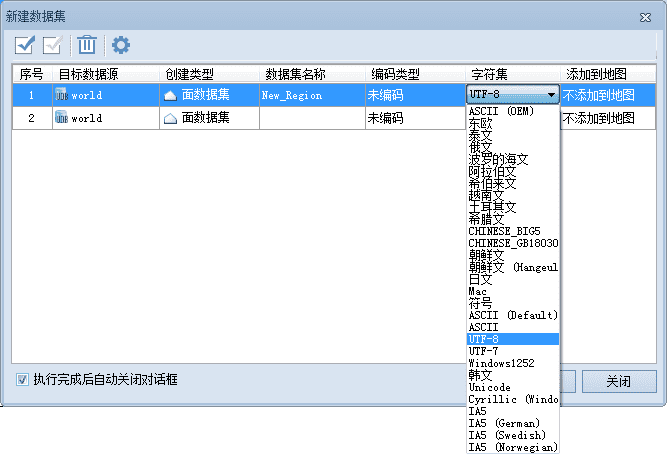 新建数据集
序号 目标数据源 创建类型 数据集名称 编码类型 字符集 添加到地图
1 world 面数据集 New_Region 未编码 UTF-8 不添加到地图
2 world 面数据集 未编码 不添加到地图
ASCII (OEM)
东欧
泰文
俄文
波罗的海文
阿拉伯文
希伯来文
越南文
土耳其文
希腊文
CHINESE_BIG5
CHINESE_GB18030
朝鲜文
朝鲜文 (Hangeul
日文
Mac
符号
ASCII (Default)
ASCII
UTF-8
UTF-7
Windows1252
韩文
Unicode
Cyrillic (Windo
IA5
IA5 (German)
IA5 (Swedish)
IA5 (Norwegian)
执行完成后自动关闭对话框 关闭